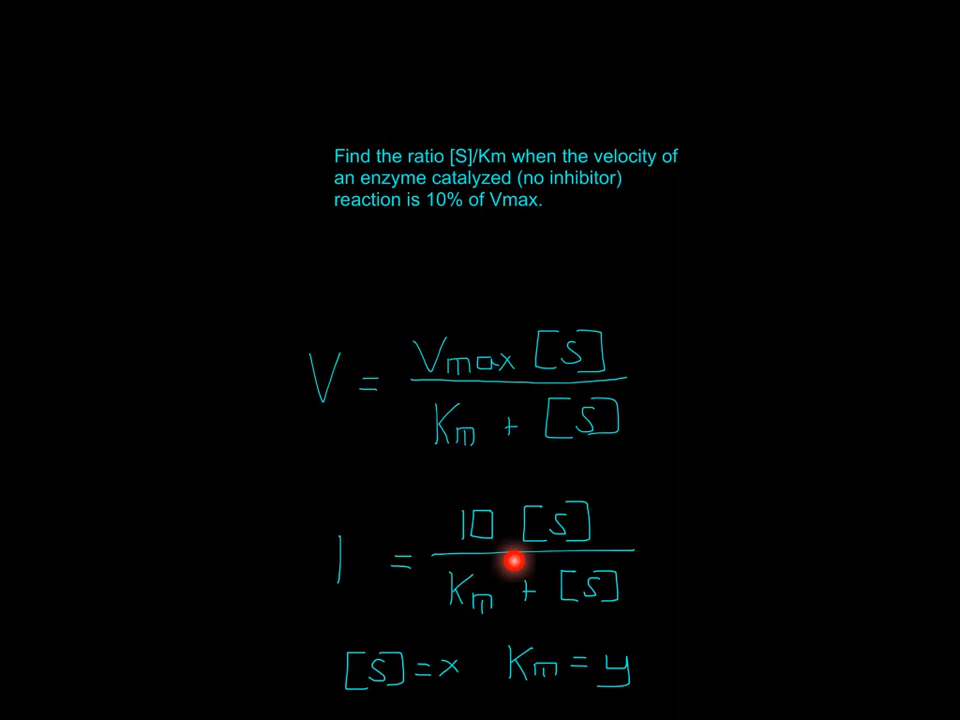 Find the ratio [S]/Km when the velocity of
an enzyme catalyzed (no inhibitor)
reaction is 10% of Vmax.
V = Vmax [S] / Km + [S]
1 = 10 [S] / Km + [S]
[S] = x Km = y